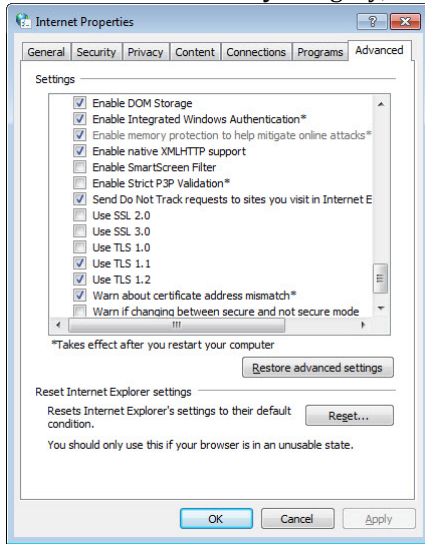 Internet Properties
General Security Privacy Content Connections Programs Advanced
Settings
Enable DOM Storage
Enable Integrated Windows Authentication*
Enable memory protection to help mitigate online attacks*
Enable native XMLHTTP support
Enable SmartScreen Filter
Enable Strict P3P Validation*
Send Do Not Track requests to sites you visit in Internet E
Use SSL 2.0
Use SSL 3.0
Use TLS 1.0
Use TLS 1.1
Use TLS 1.2
Warn about certificate address mismatch*
Warn if changing between secure and not secure mode
*Takes effect after you restart your computer
Restore advanced settings
Reset Internet Explorer settings
Resets Internet Explorer's settings to their default
condition.
Reset...
You should only use this if your browser is in an unusable state.
OK Cancel Apply